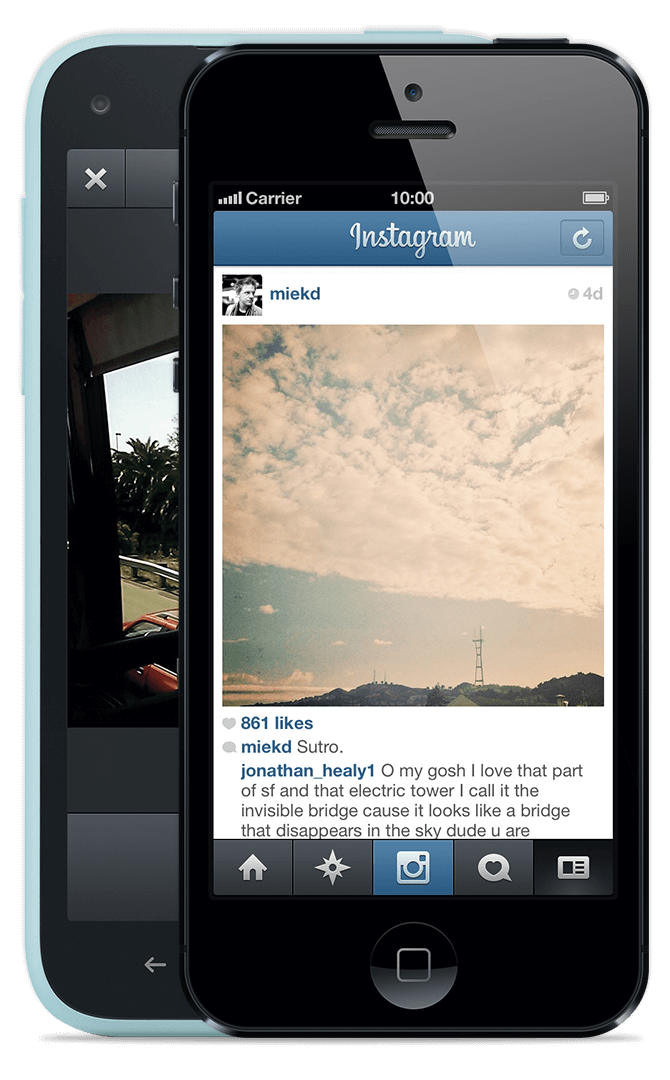 Carrier 10:00
Instagram
miekd 4d
861 likes
miekd Sutro.
jonathan_healy1 O my gosh I love that part
of sf and that electric tower I call it the
invisible bridge cause it looks like a bridge
that disappears in the sky dude u are